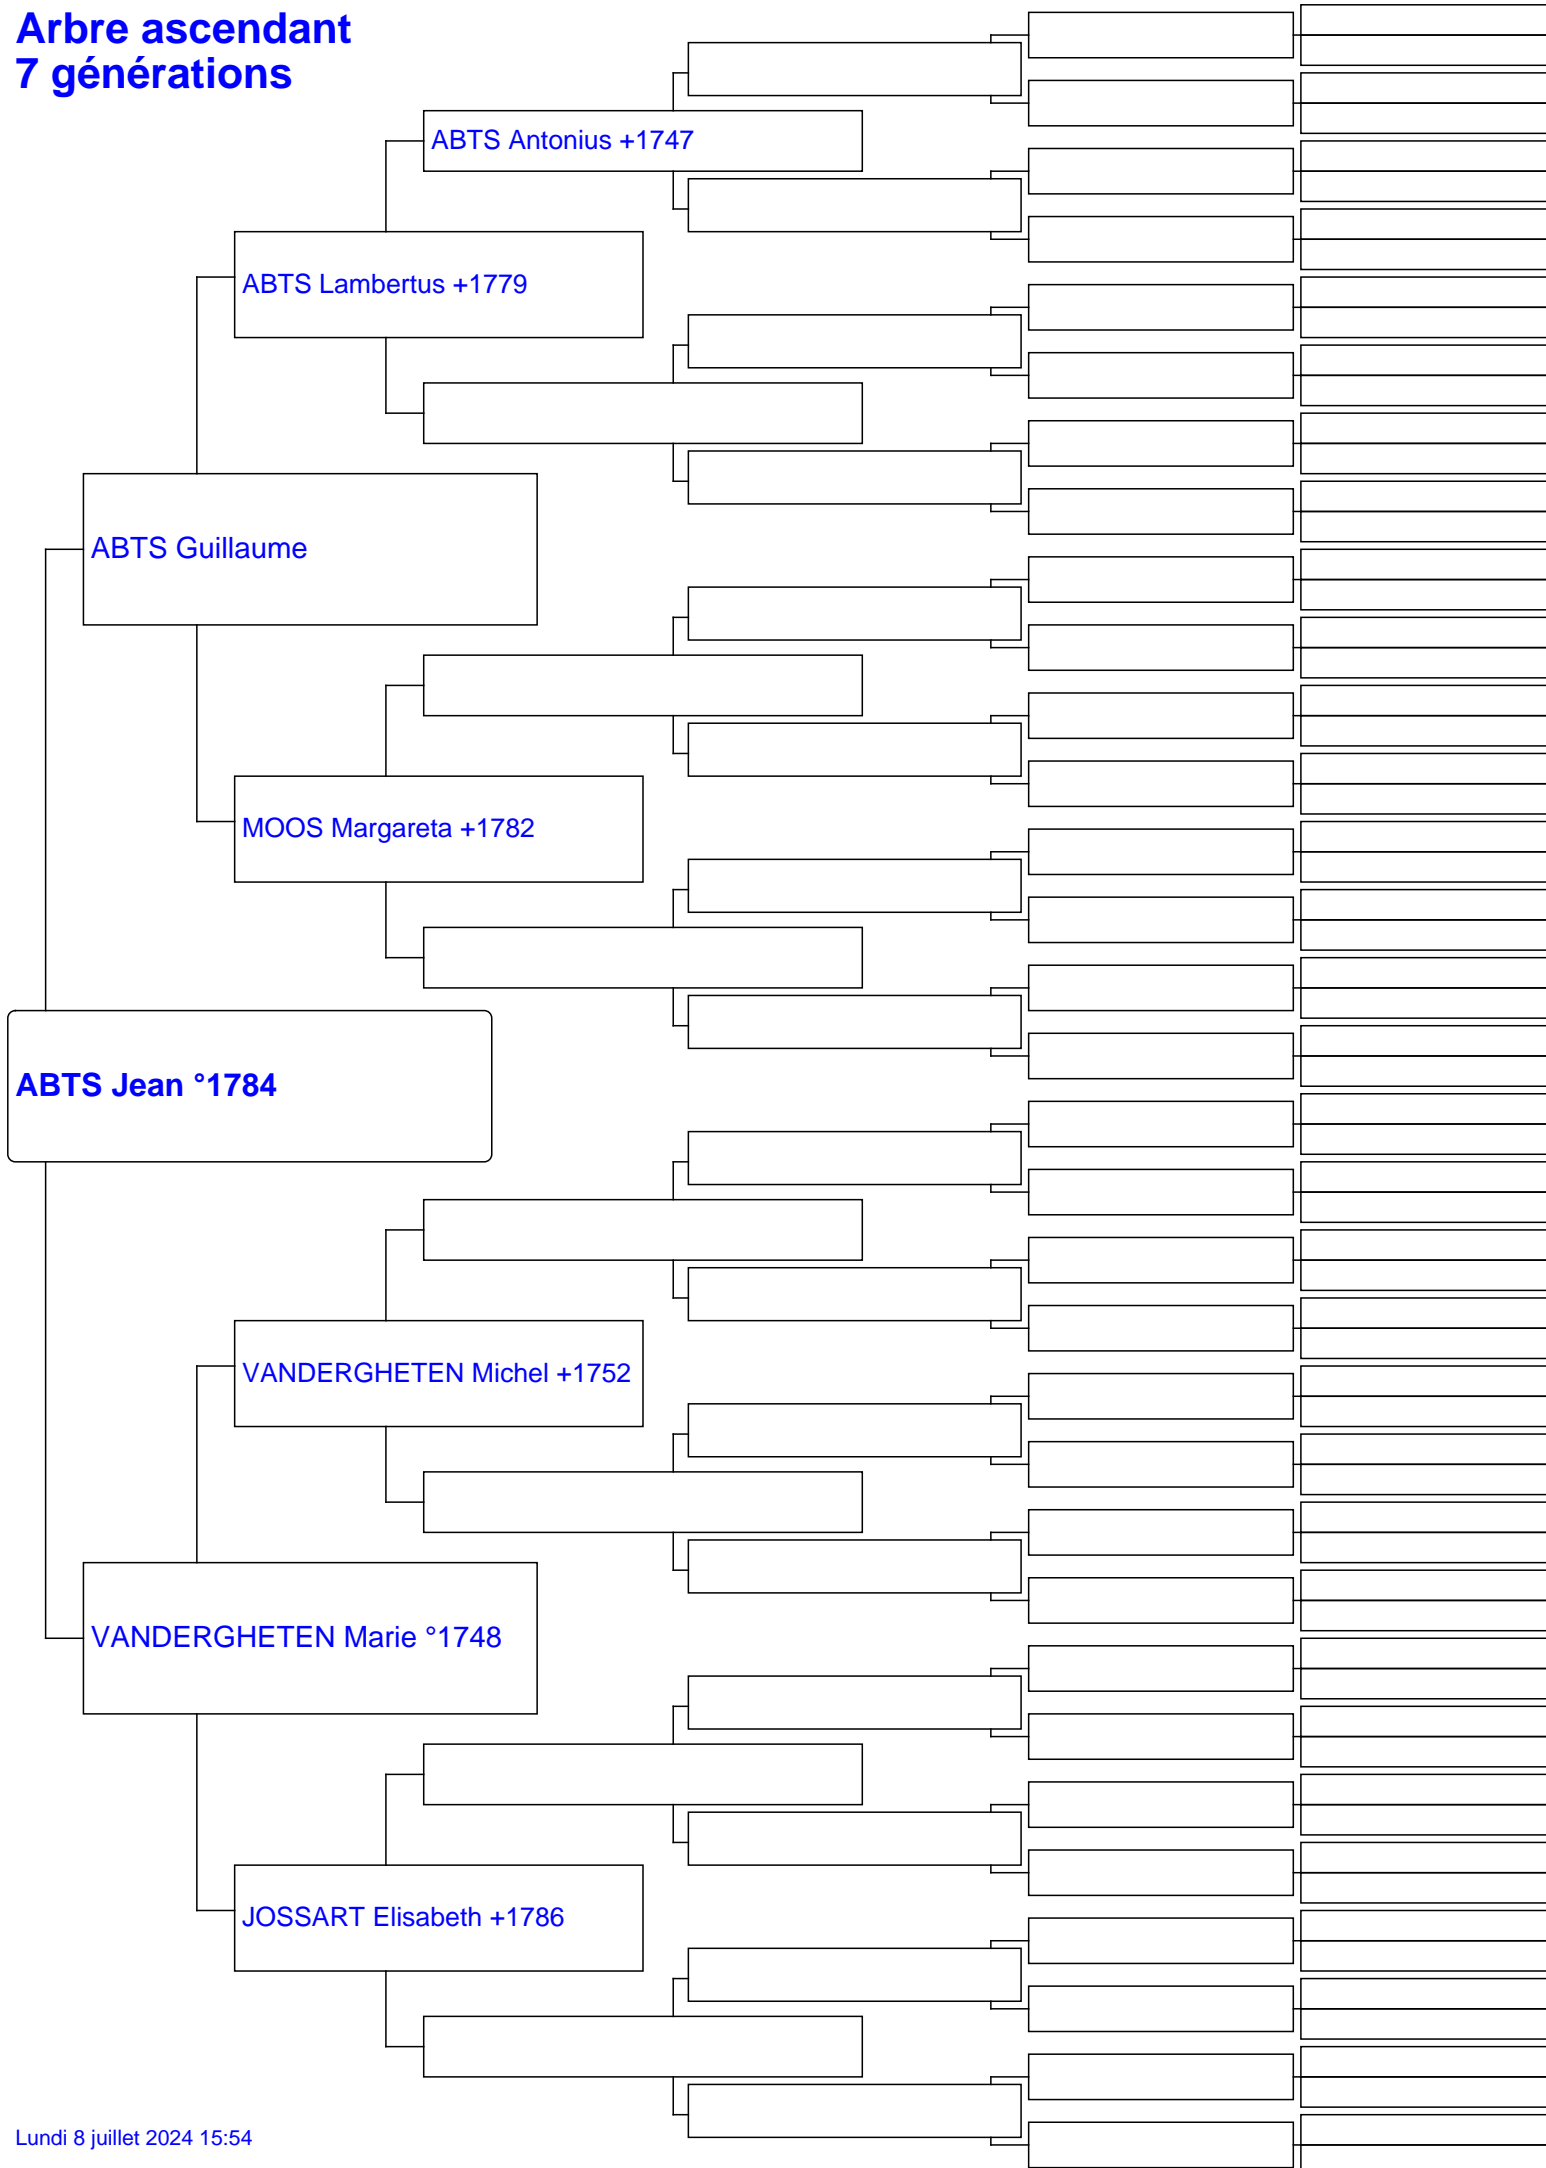 Arbre ascendant
7 générations
ABTS Antonius +1747
ABTS Lambertus +1779
ABTS Guillaume
MOOS Margareta +1782
ABTS Jean °1784
VANDERGHETEN Michel +1752
VANDERGHETEN Marie °1748
JOSSART Elisabeth +1786
Lundi 8 juillet 2024 15:54